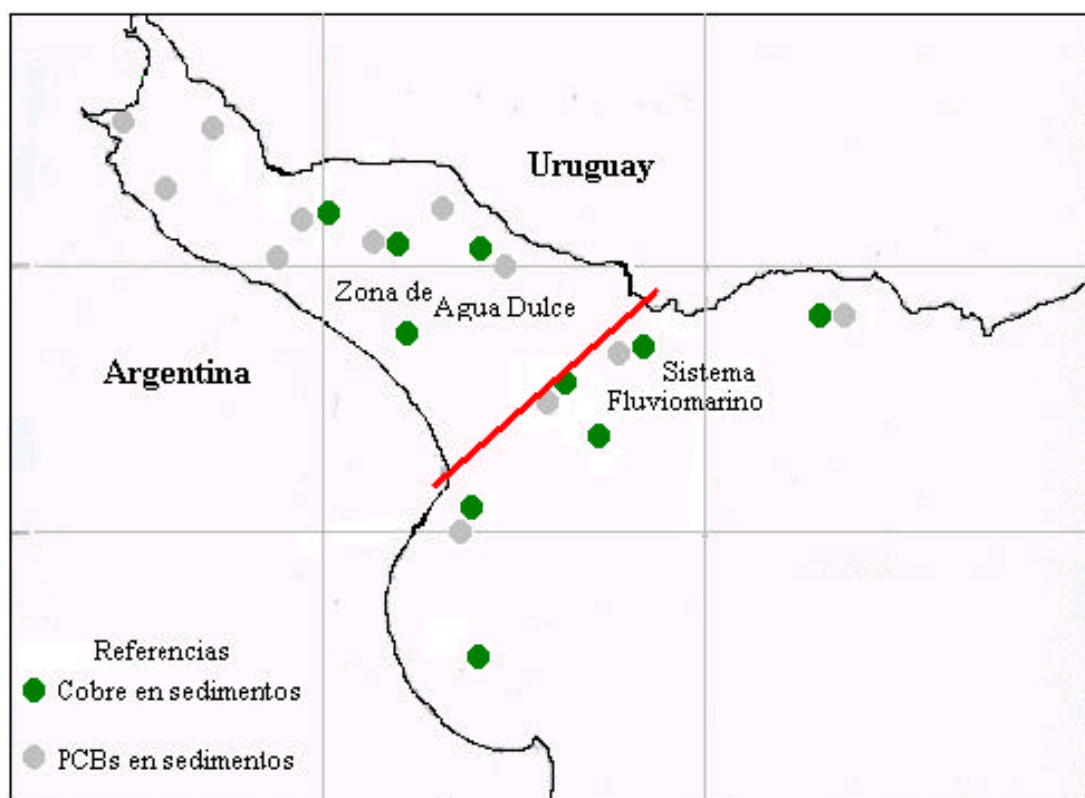 Uruguay
Zona de
Agua Dulce
Argentina
Sistema
Fluviomarino
Referencias
Cobre en sedimentos
PCBs en sedimentos